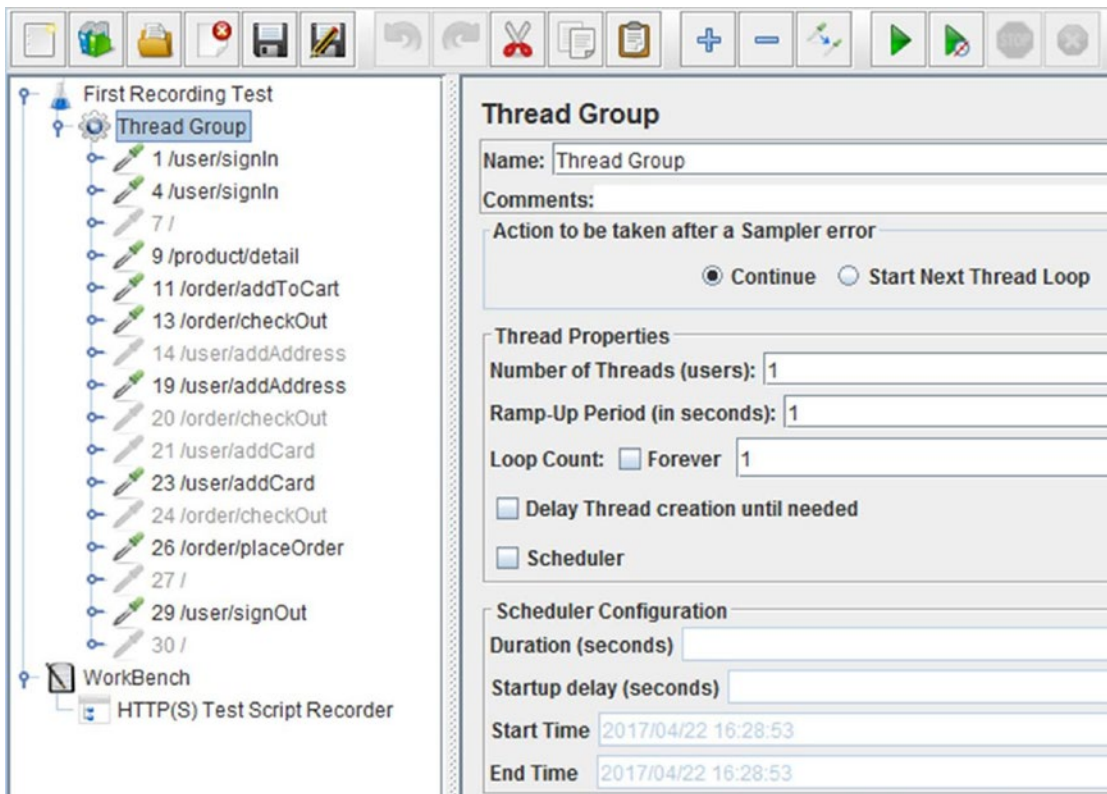 STOP
First Recording Test
Thread Group
1 /user/signIn
4 /user/signIn
7 /
9 /product/detail
11 /order/addToCart
13 /order/checkOut
14 /user/addAddress
19 /user/addAddress
20 /order/checkOut
21 /user/addCard
23 /user/addCard
24 /order/checkOut
26 /order/placeOrder
27 /
29 /user/signOut
30 /
WorkBench
HTTP(S) Test Script Recorder
Thread Group
Name: Thread Group
Comments:
Action to be taken after a Sampler error
Continue Start Next Thread Loop
Thread Properties
Number of Threads (users): 1
Ramp-Up Period (in seconds): 1
Loop Count: Forever 1
Delay Thread creation until needed
Scheduler
Scheduler Configuration
Duration (seconds)
Startup delay (seconds)
Start Time 2017/04/22 16:28:53
End Time 2017/04/22 16:28:53